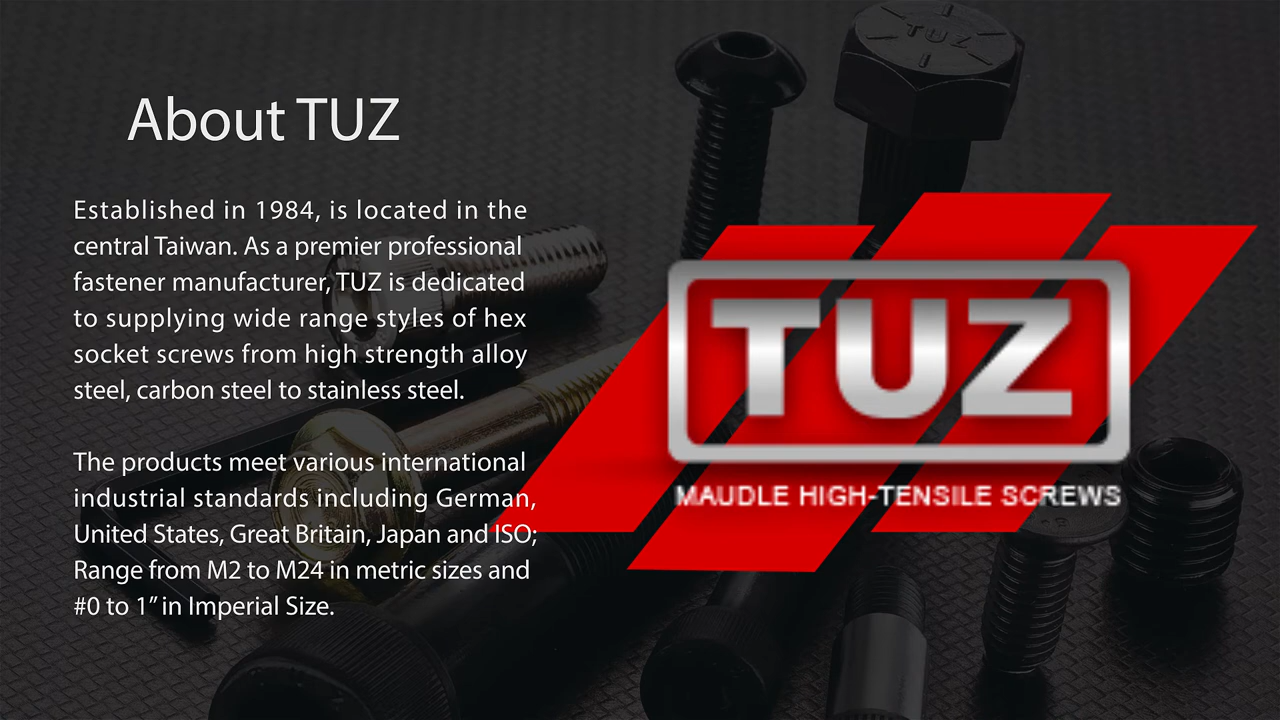 About TUZ
Established in 1984, is located in the
central Taiwan. As a premier professional
fastener manufacturer, TUZ is dedicated
to supplying wide range styles of hex
socket screws from high strength alloy
steel, carbon steel to stainless steel.
The products meet various international
industrial standards including German,
United States, Great Britain, Japan and ISO;
Range from M2 to M24 in metric sizes and
#0 to 1” in Imperial Size.
TUZ
TUZ
MAUDLE HIGH-TENSILE SCREWS